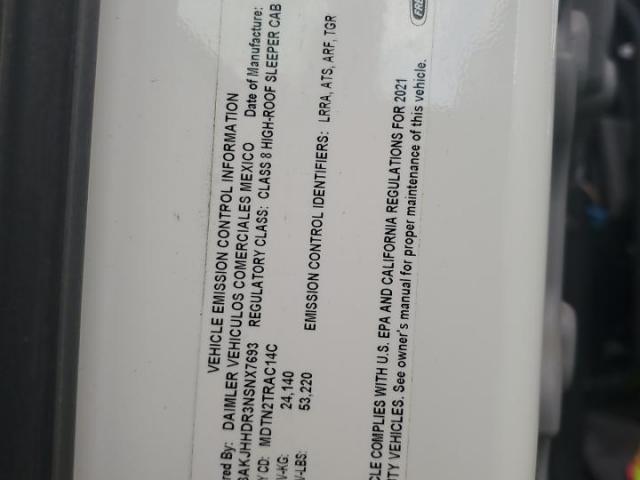 VEHICLE EMISSION CONTROL INFORMATION
red By: DAIMLER VEHICULOS COMERCIALES MEXICO Date of Manufacture:
AKJHHDR3NSNX7693 REGULATORY CLASS: CLASS 8 HIGH-ROOF SLEEPER CAB
Y CD: MDTN2TRAC14C
V-KG: 24,140
V-LBS: 53,220 EMISSION CONTROL IDENTIFIERS: LRRA, ATS, ARF, TGR
CLE COMPLIES WITH U.S. EPA AND CALIFORNIA REGULATIONS FOR 2021
TY VEHICLES. See owner's manual for proper maintenance of this vehicle.
FRE